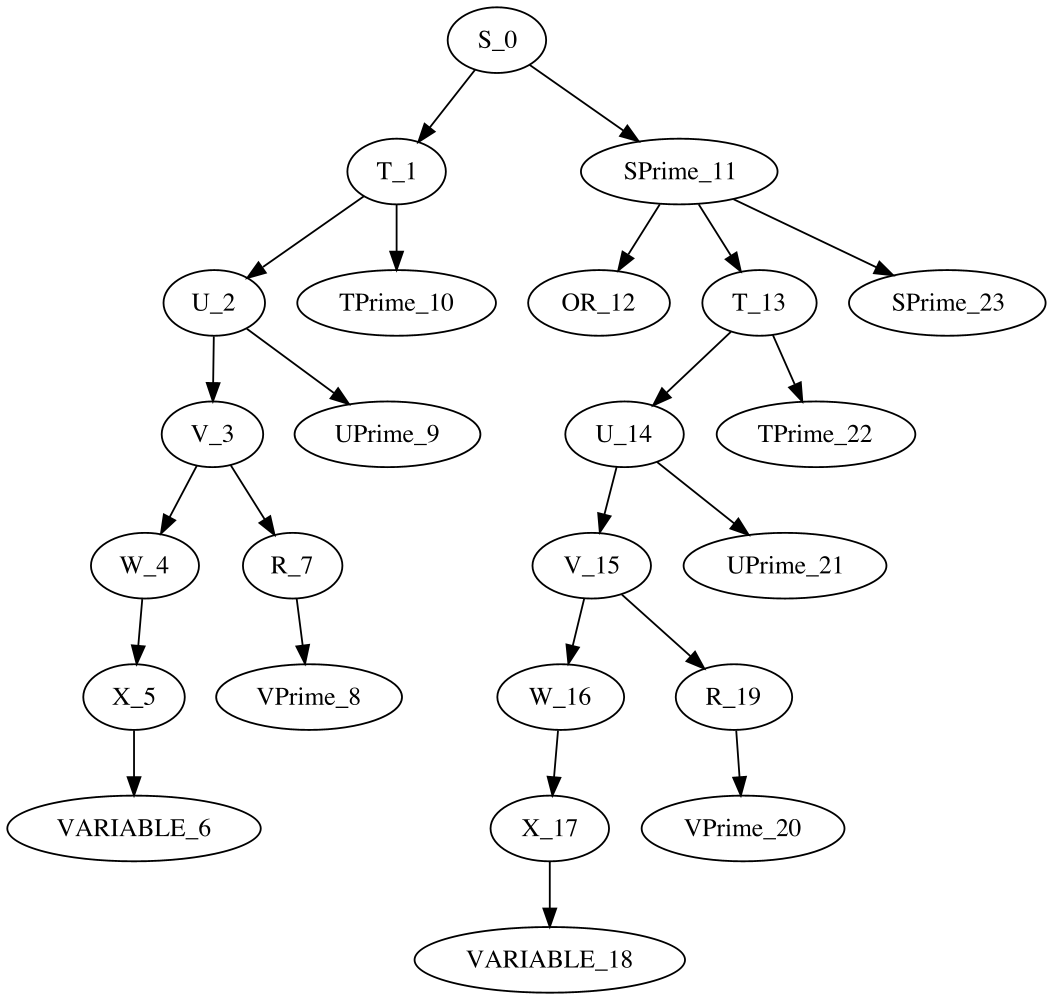 S_0
T_1
SPrime_11
U_2
TPrime_10
OR_12
T_13
SPrime_23
V_3
UPrime_9
U_14
TPrime_22
W_4
R_7
V_15
UPrime_21
X_5
VPrime_8
W_16
R_19
VARIABLE_6
X_17
VPrime_20
VARIABLE_18